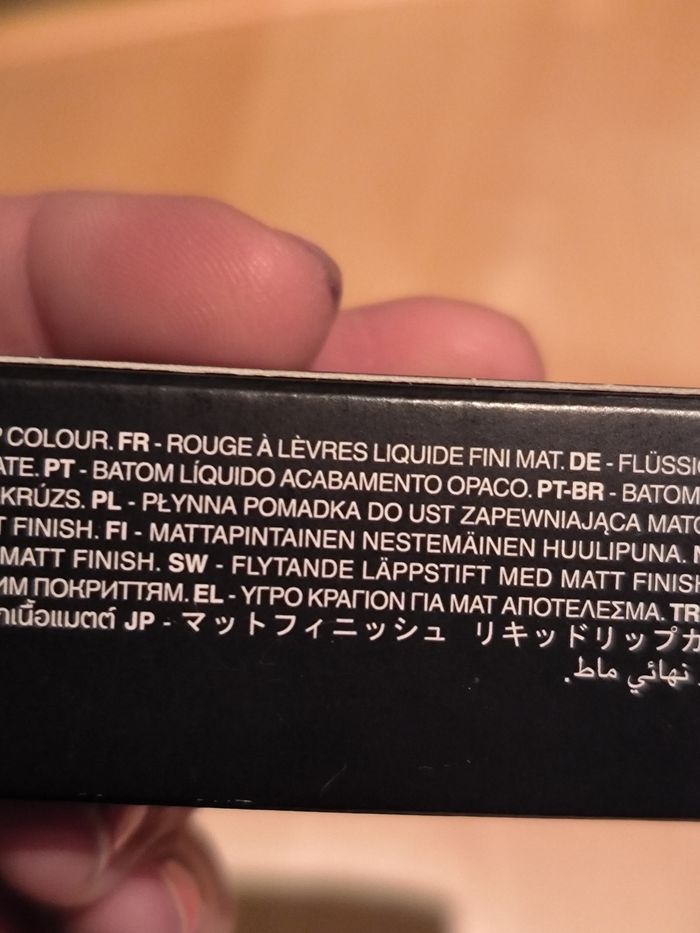 P COLOUR. FR - ROUGE À LÈVRES LIQUIDE FINI MAT. DE - FLÜSSIG
ATE. PT - BATOM LÍQUIDO ACABAMENTO OPACO. PT-BR - BATOM
KRÚZS. PL - PŁYNNA POMADKA DO UST ZAPEWNIAJĄCA MAT
T FINISH. FI - MATTAPINTAINEN NESTEMÄINEN HUULIPUNA. N
MATT FINISH. SW - FLYTANDE LÄPPSTIFT MED MATT FINIS
ИМ ПОКРИТТЯМ. EL - ΥΓΡΟ ΚΡΑΓΙΟΝ ΓΙΑ ΜΑΤ ΑΠΟΤΕΛΕΣΜΑ. TR
กเนื้อแมตต์ JP - マットフィニッシュ リキッドリップカ
نهائي ماط.